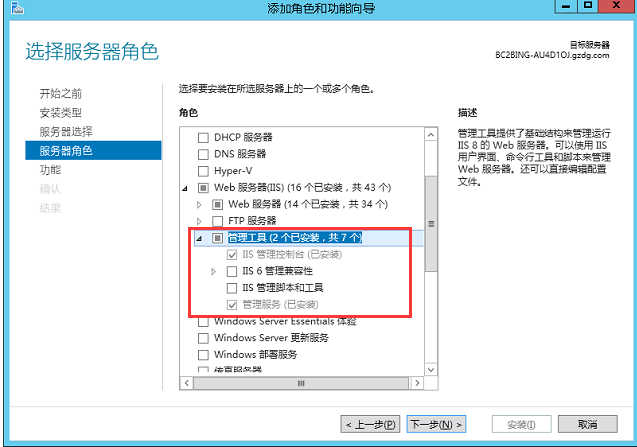 添加角色和功能向导
选择服务器角色
目标服务器
BC2BING-AU4D1OJ.gzdg.com
开始之前
安装类型
服务器选择
服务器角色
功能
确认
结果
选择要安装在所选服务器上的一个或多个角色。
角色
DHCP 服务器
DNS 服务器
Hyper-V
Web 服务器(IIS) (16 个已安装，共 43 个)
Web 服务器 (14 个已安装，共 34 个)
FTP 服务器
管理工具 (2 个已安装，共 7 个)
IIS 管理控制台 (已安装)
IIS 6 管理兼容性
IIS 管理脚本和工具
管理服务 (已安装)
Windows Server Essentials 体验
Windows Server 更新服务
Windows 部署服务
传真服务器
描述
管理工具提供了基础结构来管理运行
IIS 8 的 Web 服务器。可以使用 IIS
用户界面、命令行工具和脚本来管理
Web 服务器。还可以直接编辑配置
文件。
< 上一步(P)
下一步(N) >
安装(I)
取消